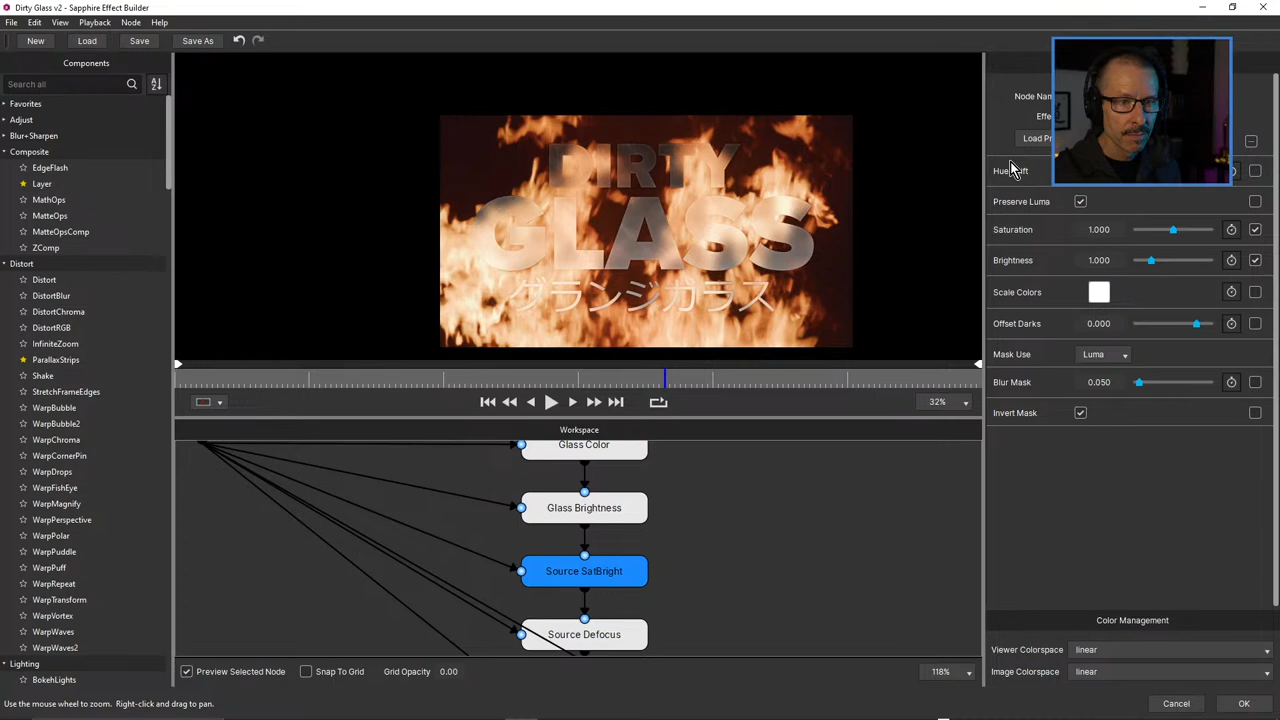 Dirty Glass v2 - Sapphire Effect Builder
File Edit View Playback Node Help
New Load Save Save As
Components
Search all
Favorites
Adjust
Blur+Sharpen
Composite
EdgeFlash
Layer
MathOps
MatteOps
MatteOpsComp
ZComp
Distort
Distort
DistortBlur
DistortChroma
DistortRGB
InfiniteZoom
ParallaxStrips
Shake
StretchFrameEdges
WarpBubble
WarpBubble2
WarpChroma
WarpCornerPin
WarpDrops
WarpFishEye
WarpMagnify
WarpPerspective
WarpPolar
WarpPuddle
WarpPuff
WarpRepeat
WarpTransform
WarpVortex
WarpWaves
WarpWaves2
Lighting
BokehLights
DIRTY
GLASS
グランジガラス
32%
Workspace
Glass Color
Glass Brightness
Source SatBright
Source Defocus
Preview Selected Node Snap To Grid Grid Opacity 0.00 118%
Node
Load
Preserve Luma
Saturation 1.000
Brightness 1.000
Scale Colors
Offset Darks 0.000
Mask Use Luma
Blur Mask 0.050
Invert Mask
Color Management
Viewer Colorspace linear
Image Colorspace linear
Use the mouse wheel to zoom. Right-click and drag to pan.
Cancel OK